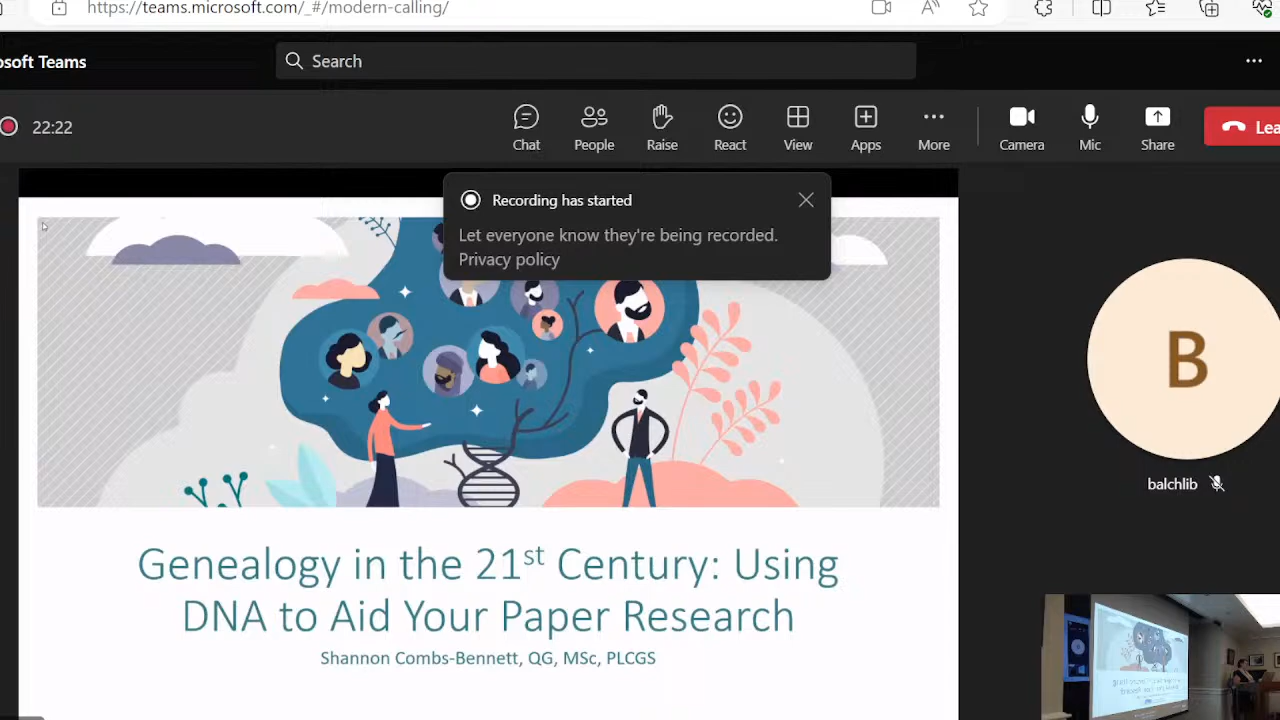 https://teams.microsoft.com/_#/modern-calling/
osoft Teams
Search
22:22
Chat
People
Raise
React
View
Apps
More
Camera
Mic
Share
Lea
Recording has started
Let everyone know they're being recorded.
Privacy policy
B
balchlib
Genealogy in the 21st Century: Using
DNA to Aid Your Paper Research
Shannon Combs-Bennett, QG, MSc, PLCGS